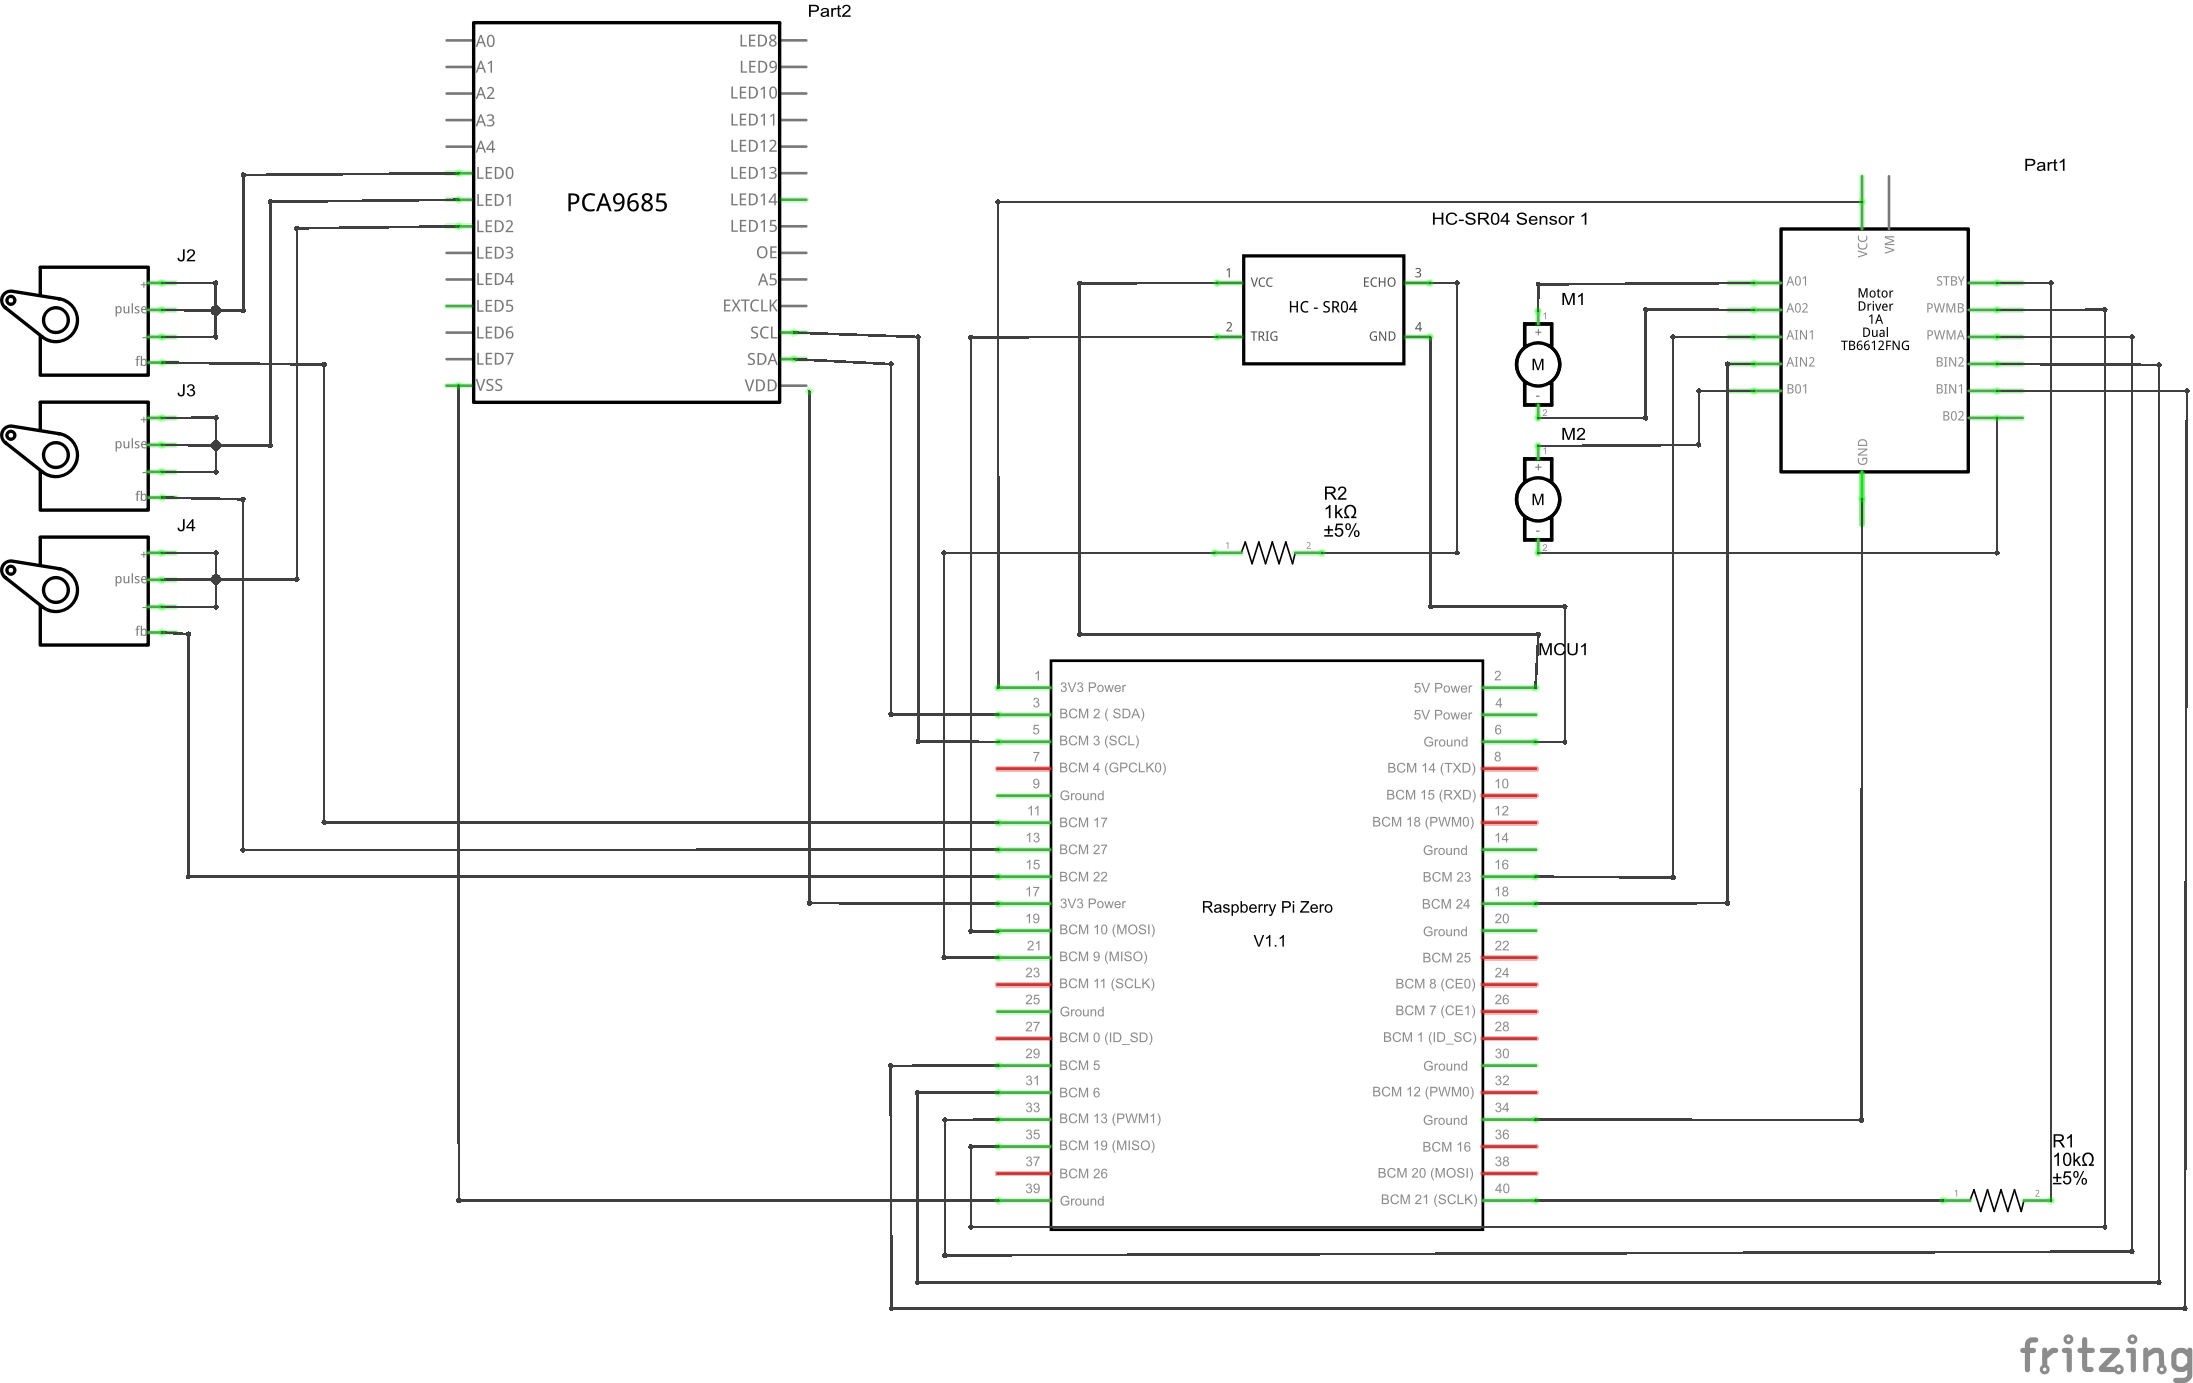 Part2
A0
A1
A2
A3
A4
LED0
LED1
LED2
LED3
LED4
LED5
LED6
LED7
VSS
PCA9685
LED8
LED9
LED10
LED11
LED12
LED13
LED14
LED15
OE
A5
EXTCLK
SCL
SDA
VDD
J2
+
pulse
-
fb
J3
+
pulse
-
fb
J4
+
pulse
-
fb
HC-SR04 Sensor 1
1
VCC
2
TRIG
HC - SR04
3
ECHO
4
GND
M1
1
+
M
-
2
M2
1
+
M
-
2
Part1
VCC
VM
A01
A02
AIN1
AIN2
B01
Motor
Driver
1A
Dual
TB6612FNG
STBY
PWMB
PWMA
BIN2
BIN1
B02
GND
R2
1kΩ
±5%
1
2
MCU1
1
3V3 Power
3
BCM 2 ( SDA)
5
BCM 3 (SCL)
7
BCM 4 (GPCLK0)
9
Ground
11
BCM 17
13
BCM 27
15
BCM 22
17
3V3 Power
19
BCM 10 (MOSI)
21
BCM 9 (MISO)
23
BCM 11 (SCLK)
25
Ground
27
BCM 0 (ID_SD)
29
BCM 5
31
BCM 6
33
BCM 13 (PWM1)
35
BCM 19 (MISO)
37
BCM 26
39
Ground
Raspberry Pi Zero
V1.1
2
5V Power
4
5V Power
6
Ground
8
BCM 14 (TXD)
10
BCM 15 (RXD)
12
BCM 18 (PWM0)
14
Ground
16
BCM 23
18
BCM 24
20
Ground
22
BCM 25
24
BCM 8 (CE0)
26
BCM 7 (CE1)
28
BCM 1 (ID_SC)
30
Ground
32
BCM 12 (PWM0)
34
Ground
36
BCM 16
38
BCM 20 (MOSI)
40
BCM 21 (SCLK)
R1
10kΩ
±5%
1
2
fritzing